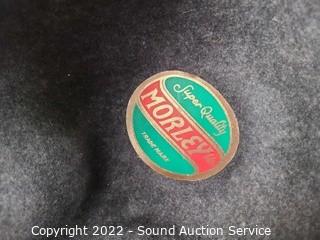 Super Quality
MORLEY
TRADE MARK
Copyright 2022 - Sound Auction Service